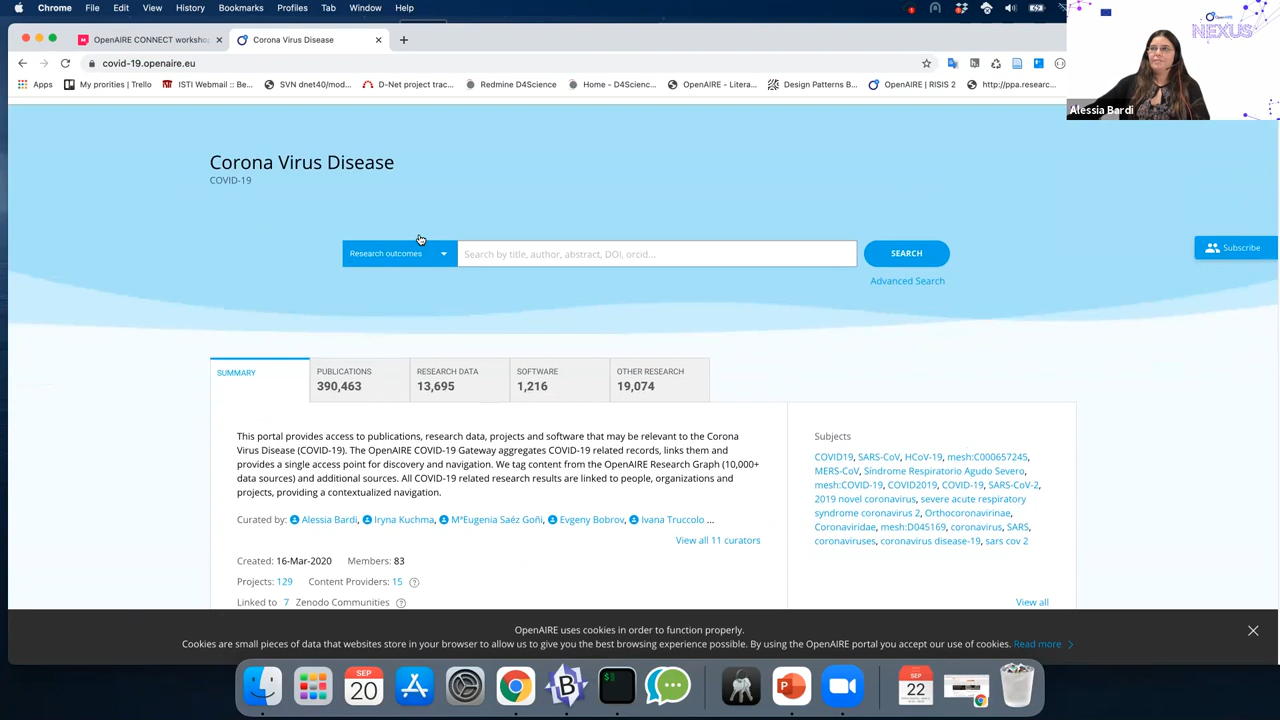 Chrome File Edit View History Bookmarks Profiles Tab Window Help
OpenAIRE CONNECT worksho
Corona Virus Disease
covid-19.openaire.eu
Apps
My prorities | Trello
ISTI Webmail :: Be...
SVN dnet40/mod...
D-Net project trac...
Redmine D4Science
Home - D4Scienc...
OpenAIRE - Litera...
Design Patterns B...
OpenAIRE | RISIS 2
http://ppa.researc...
OpenAIRE
NEXUS
Alessia Bardi
Corona Virus Disease
COVID-19
Research outcomes
Search by title, author, abstract, DOI, orcid...
SEARCH
Subscribe
Advanced Search
SUMMARY
PUBLICATIONS
390,463
RESEARCH DATA
13,695
SOFTWARE
1,216
OTHER RESEARCH
19,074
This portal provides access to publications, research data, projects and software that may be relevant to the Corona
Virus Disease (COVID-19). The OpenAIRE COVID-19 Gateway aggregates COVID-19 related records, links them and
provides a single access point for discovery and navigation. We tag content from the OpenAIRE Research Graph (10,000+
data sources) and additional sources. All COVID-19 related research results are linked to people, organizations and
projects, providing a contextualized navigation.
Curated by: Alessia Bardi, Iryna Kuchma, MªEugenia Saéz Goñi, Evgeny Bobrov, Ivana Truccolo ...
View all 11 curators
Created: 16-Mar-2020 Members: 83
Projects: 129 Content Providers: 15
Linked to 7 Zenodo Communities
Subjects
COVID19, SARS-CoV, HCoV-19, mesh:C000657245,
MERS-CoV, Síndrome Respiratorio Agudo Severo,
mesh:COVID-19, COVID2019, COVID-19, SARS-CoV-2,
2019 novel coronavirus, severe acute respiratory
syndrome coronavirus 2, Orthocoronavirinae,
Coronaviridae, mesh:D045169, coronavirus, SARS,
coronaviruses, coronavirus disease-19, sars cov 2
View all
OpenAIRE uses cookies in order to function properly.
Cookies are small pieces of data that websites store in your browser to allow us to give you the best browsing experience possible. By using the OpenAIRE portal you accept our use of cookies. Read more
SEP
20
SEP
22